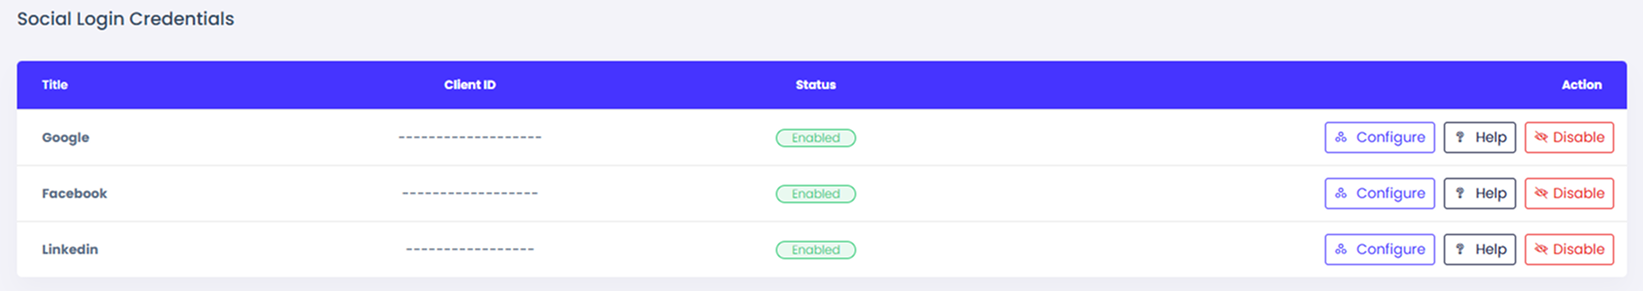 Social Login Credentials
Title Client ID Status Action
Google ------------------- Enabled Configure Help Disable
Facebook ------------------ Enabled Configure Help Disable
Linkedin ----------------- Enabled Configure Help Disable